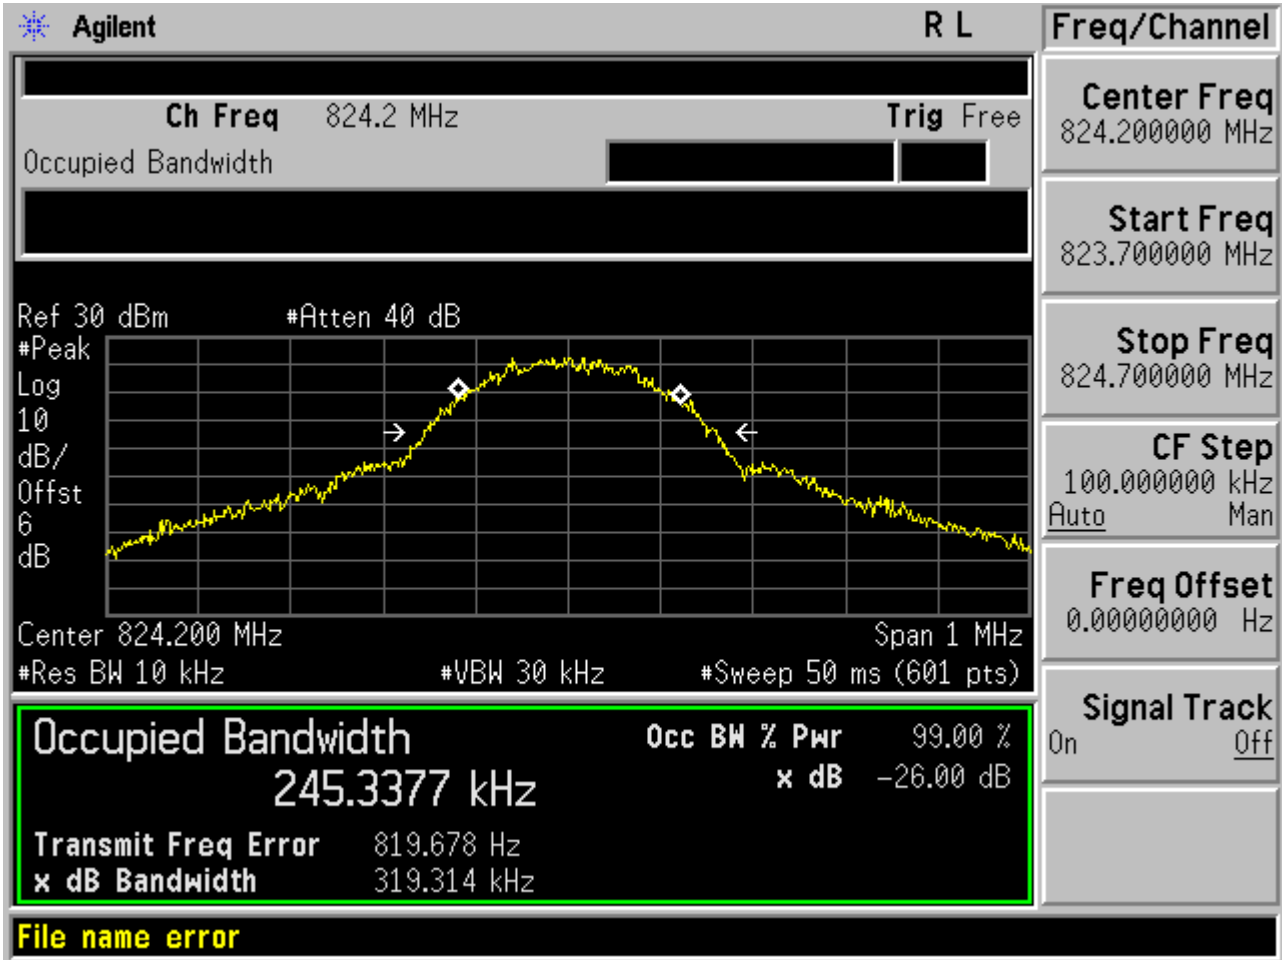 Agilent R L Freq/Channel
Ch Freq 824.2 MHz Trig Free
Occupied Bandwidth
Center Freq
824.200000 MHz
Start Freq
823.700000 MHz
Stop Freq
824.700000 MHz
CF Step
100.000000 kHz
Auto Man
Freq Offset
0.00000000 Hz
Signal Track
On Off
Ref 30 dBm #Atten 40 dB
#Peak
Log
10
dB/
Offst
6
dB
Center 824.200 MHz Span 1 MHz
#Res BW 10 kHz #VBW 30 kHz #Sweep 50 ms (601 pts)
Occupied Bandwidth
245.3377 kHz
Occ BW % Pwr 99.00 %
x dB -26.00 dB
Transmit Freq Error 819.678 Hz
x dB Bandwidth 319.314 kHz
File name error